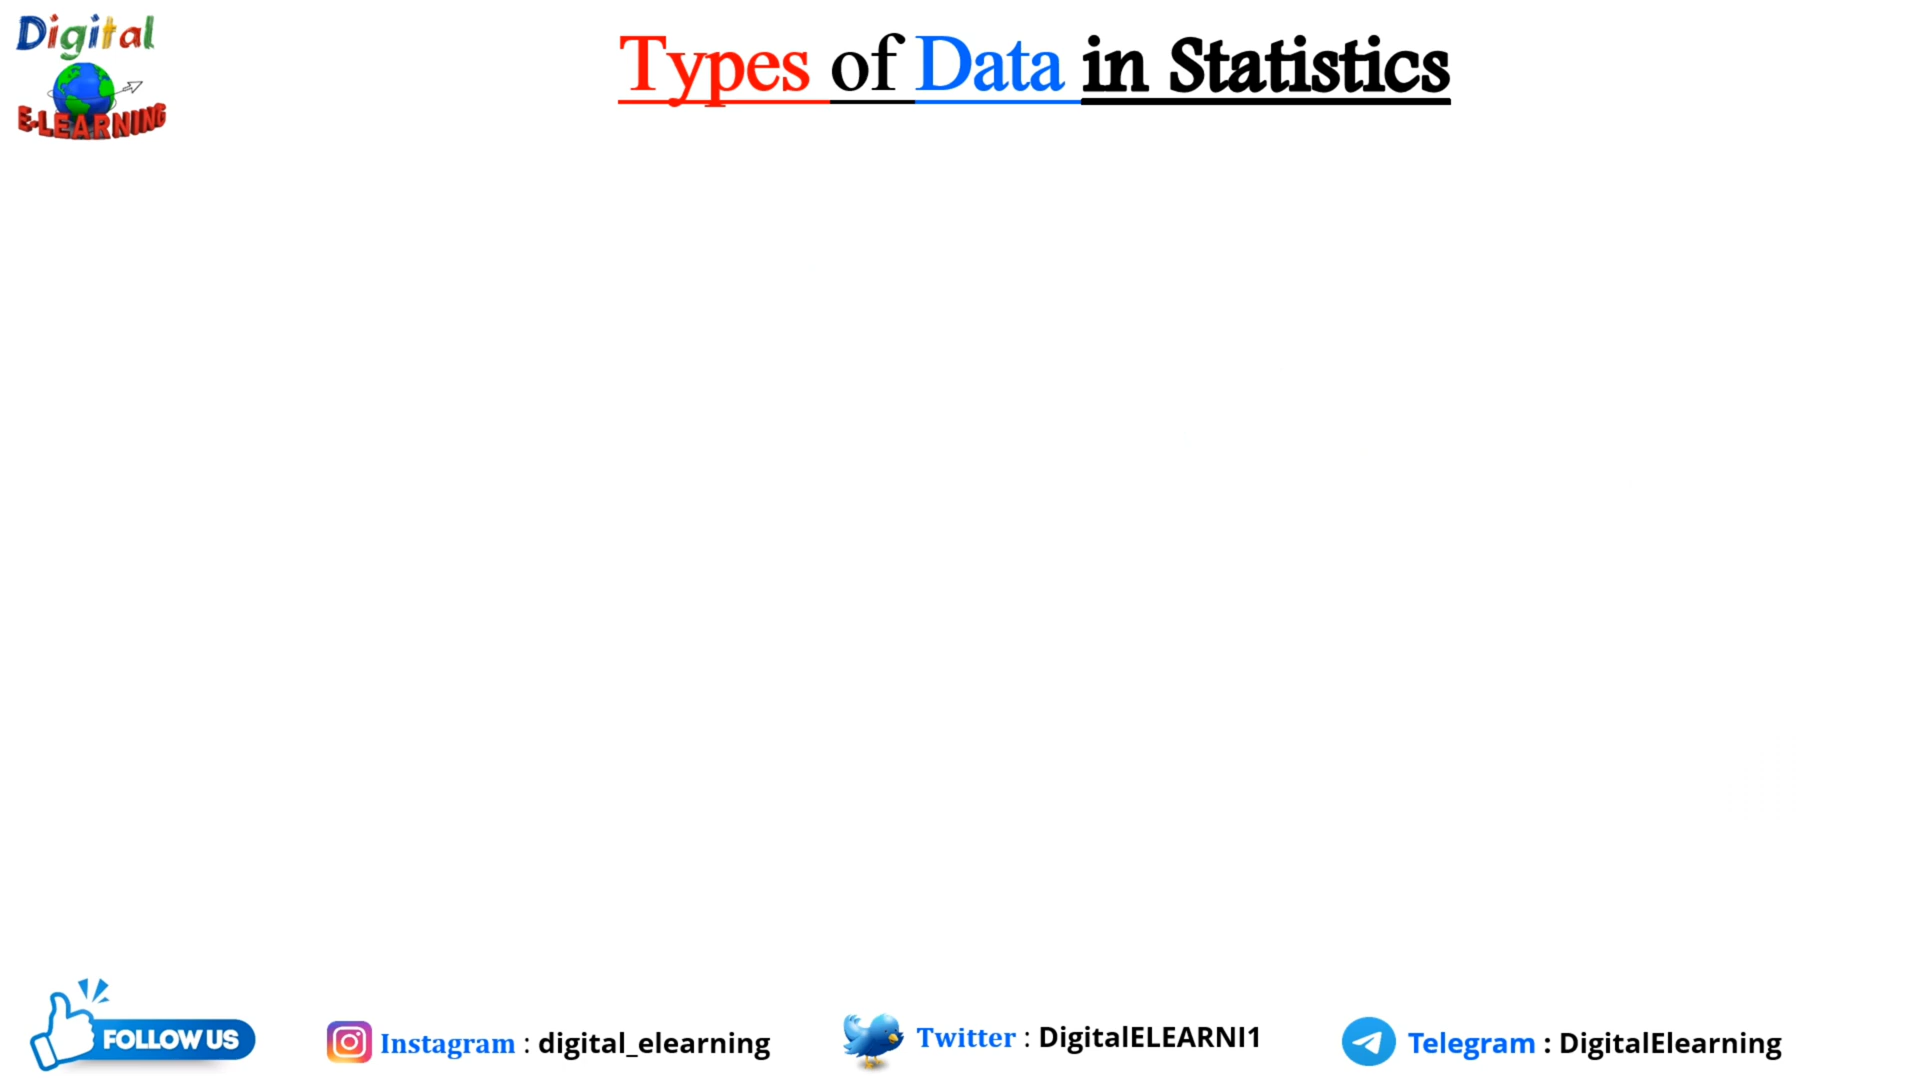 Digital
E-LEARNING
Types of Data in Statistics
FOLLOW US
Instagram : digital_elearning
Twitter : DigitalELEARNI1
Telegram : DigitalElearning